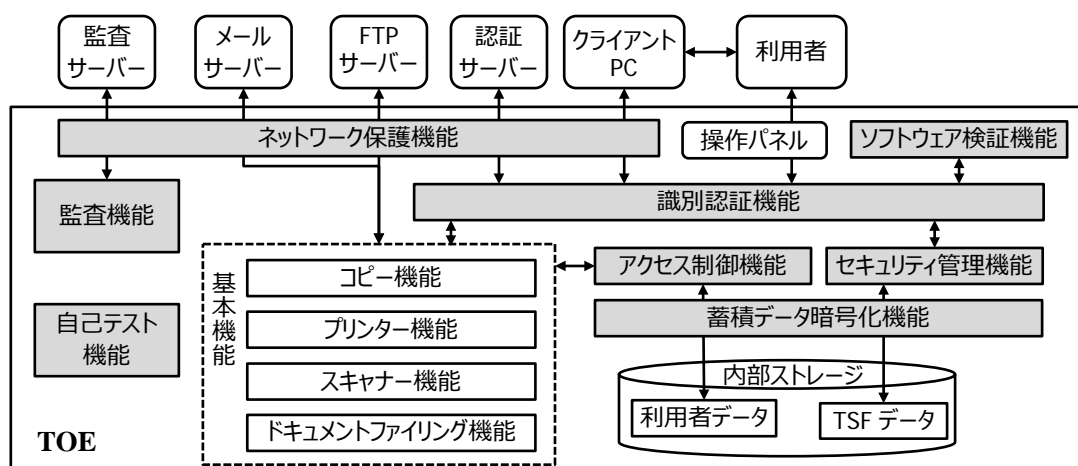 監査
サーバー
メール
サーバー
FTP
サーバー
認証
サーバー
クライアント
PC
利用者
ネットワーク保護機能
操作パネル
ソフトウェア検証機能
監査機能
識別認証機能
基本機能
コピー機能
プリンター機能
スキャナー機能
ドキュメントファイリング機能
アクセス制御機能
セキュリティ管理機能
蓄積データ暗号化機能
自己テスト
機能
内部ストレージ
利用者データ
TSF データ
TOE